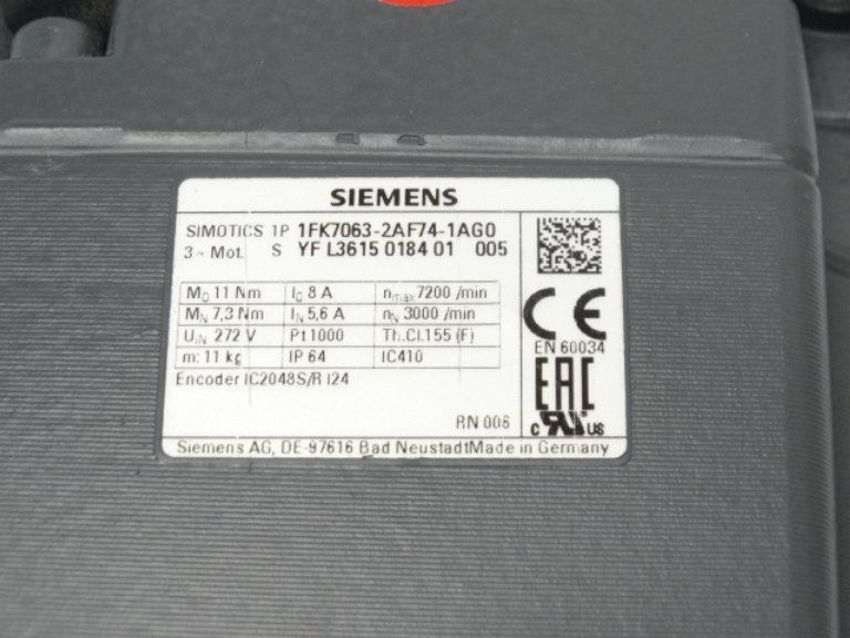 SIEMENS
SIMOTICS 1P 1FK7063-2AF74-1AG0
3~ Mot. S YF L3615 0184 01 005
M0 11 Nm I0 8 A nmax 7200 /min
MN 7,3 Nm IN 5,6 A nN 3000 /min
UIN 272 V Pt1000 Th.Cl.155 (F)
m: 11 kg IP 64 IC410
Encoder IC2048S/R I24
CE
EN 60034
EAC
RN 006
c UL US
Siemens AG, DE-97616 Bad Neustadt Made in Germany